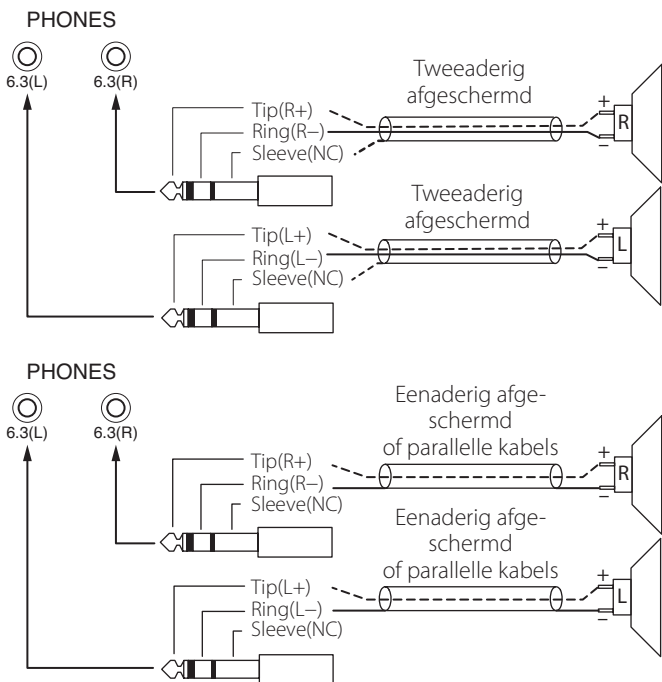 PHONES
6.3(L)
6.3(R)
Tweeaderig
afgeschermd
Tip(R+)
Ring(R−)
Sleeve(NC)
+
R
−
Tweeaderig
afgeschermd
Tip(L+)
Ring(L−)
Sleeve(NC)
+
L
−
PHONES
6.3(L)
6.3(R)
Eenaderig afge-
schermd
of parallelle kabels
Tip(R+)
Ring(R−)
Sleeve(NC)
+
R
−
Eenaderig afge-
schermd
of parallelle kabels
Tip(L+)
Ring(L−)
Sleeve(NC)
+
L
−